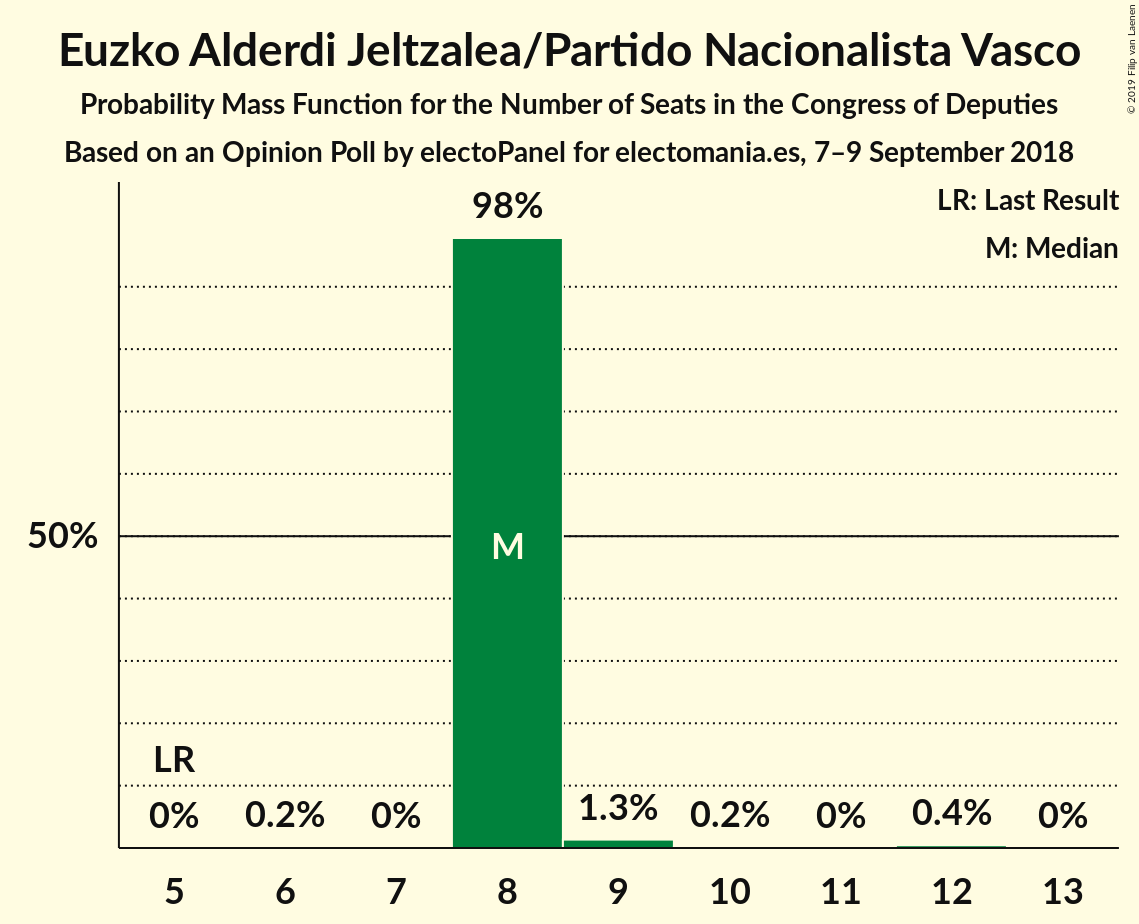 Euzko Alderdi Jeltzalea/Partido Nacionalista Vasco
Probability Mass Function for the Number of Seats in the Congress of Deputies
Based on an Opinion Poll by electoPanel for electomania.es, 7–9 September 2018
© 2019 Filip van Laenen
LR: Last Result
M: Median
98%
50%
M
LR
0% 0.2% 0% 1.3% 0.2% 0% 0.4% 0%
5 6 7 8 9 10 11 12 13